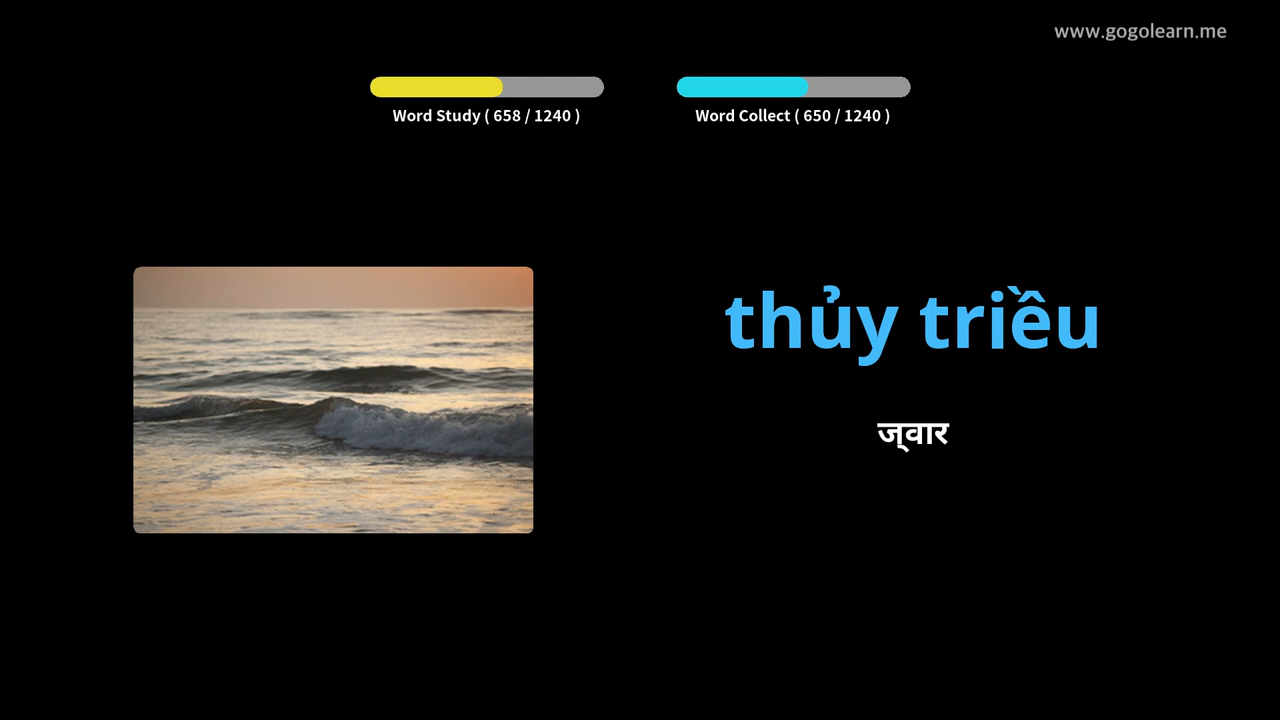 www.gogolearn.me
Word Study ( 658 / 1240 )
Word Collect ( 650 / 1240 )
thủy triều
ज्वार